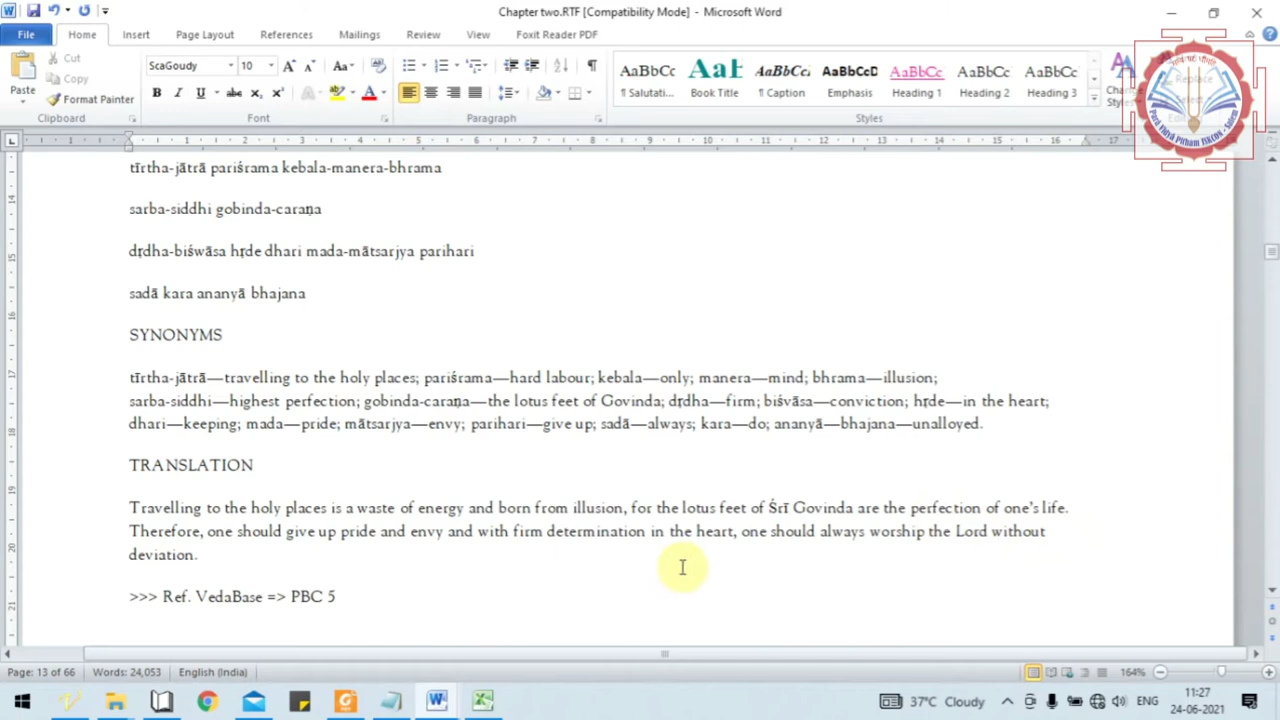 Chapter two.RTF [Compatibility Mode] - Microsoft Word
File Home Insert Page Layout References Mailings Review View Foxit Reader PDF
Cut
Copy
Format Painter
Paste
Clipboard
ScaGoudy 10
Font
Paragraph
AaBbCc AaB AaBbCc AaBbCcD AaBbCc AaBbCc AaBbCc
¶ Salutati... Book Title ¶ Caption Emphasis Heading 1 Heading 2 Heading 3
Styles
Replace
Para Vidya Pitham ISKCON - Salem
tīrtha-jātrā pariśrama kebala-manera-bhrama
sarba-siddhi gobinda-caraṇa
dṛdha-biśwāsa hṛde dhari mada-mātsarjya parihari
sadā kara ananyā bhajana
SYNONYMS
tīrtha-jātrā—travelling to the holy places; pariśrama—hard labour; kebala—only; manera—mind; bhrama—illusion;
sarba-siddhi—highest perfection; gobinda-caraṇa—the lotus feet of Govinda; dṛdha—firm; biśvāsa—conviction; hṛde—in the heart;
dhari—keeping; mada—pride; mātsarjya—envy; parihari—give up; sadā—always; kara—do; ananyā—bhajana—unalloyed.
TRANSLATION
Travelling to the holy places is a waste of energy and born from illusion, for the lotus feet of Śrī Govinda are the perfection of one's life.
Therefore, one should give up pride and envy and with firm determination in the heart, one should always worship the Lord without
deviation.
>>> Ref. VedaBase => PBC 5
Page: 13 of 66 Words: 24,053 English (India) 164%
37°C Cloudy ENG 11:27
24-06-2021